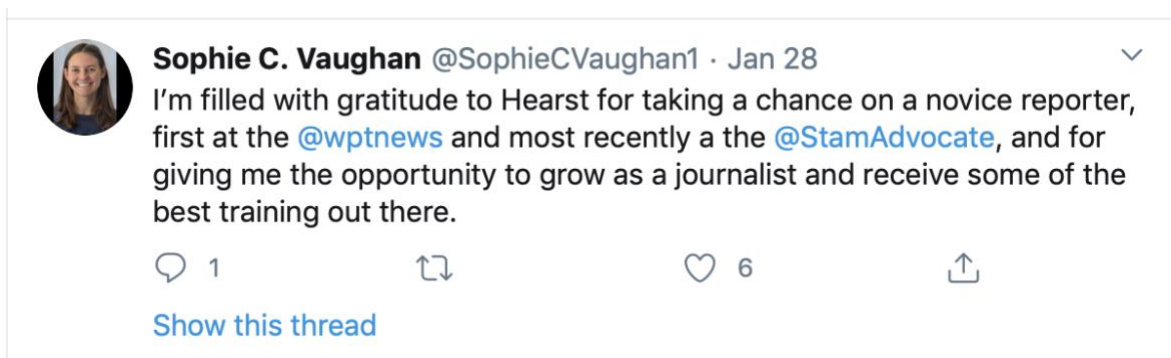 Sophie C. Vaughan @SophieCVaughan1 · Jan 28
I'm filled with gratitude to Hearst for taking a chance on a novice reporter,
first at the @wptnews and most recently a the @StamAdvocate, and for
giving me the opportunity to grow as a journalist and receive some of the
best training out there.
1 6
Show this thread